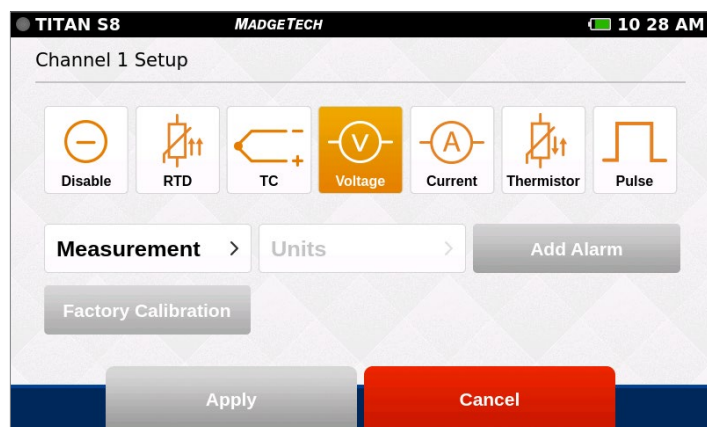 TITAN S8 MADGETECH 10 28 AM
Channel 1 Setup
Disable RTD TC Voltage Current Thermistor Pulse
Measurement > Units > Add Alarm
Factory Calibration
Apply Cancel